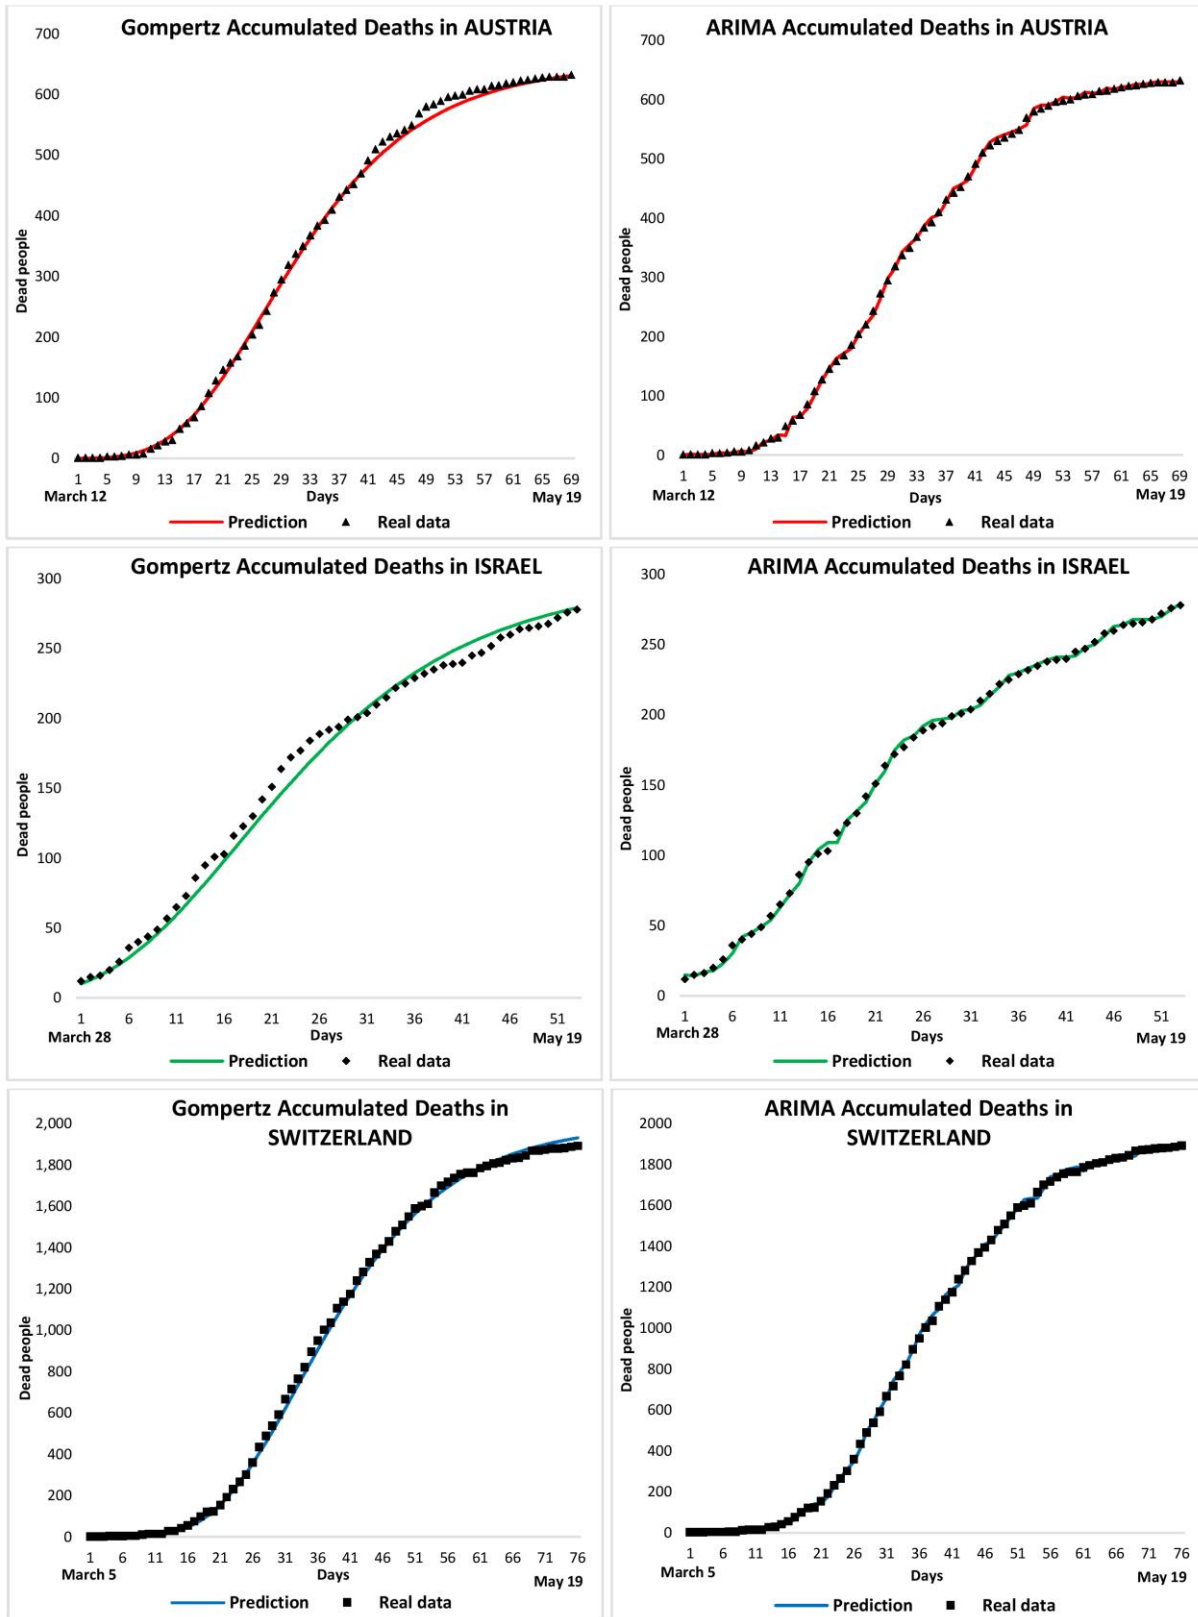 Gompertz Accumulated Deaths in AUSTRIA
700
600
500
400
300
200
100
0
Dead people
1 5 9 13 17 21 25 29 33 37 41 45 49 53 57 61 65 69
March 12 Days May 19
Prediction Real data
ARIMA Accumulated Deaths in AUSTRIA
700
600
500
400
300
200
100
0
Dead people
1 5 9 13 17 21 25 29 33 37 41 45 49 53 57 61 65 69
March 12 Days May 19
Prediction Real data
Gompertz Accumulated Deaths in ISRAEL
300
250
200
150
100
50
0
Dead people
1 6 11 16 21 26 31 36 41 46 51
March 28 Days May 19
Prediction Real data
ARIMA Accumulated Deaths in ISRAEL
300
250
200
150
100
50
0
Dead people
1 6 11 16 21 26 31 36 41 46 51
March 28 Days May 19
Prediction Real data
Gompertz Accumulated Deaths in
SWITZERLAND
2,000
1,800
1,600
1,400
1,200
1,000
800
600
400
200
0
Dead people
1 6 11 16 21 26 31 36 41 46 51 56 61 66 71 76
March 5 Days May 19
Prediction Real data
ARIMA Accumulated Deaths in
SWITZERLAND
2000
1800
1600
1400
1200
1000
800
600
400
200
0
Dead people
1 6 11 16 21 26 31 36 41 46 51 56 61 66 71 76
March 5 Days May 19
Prediction Real data